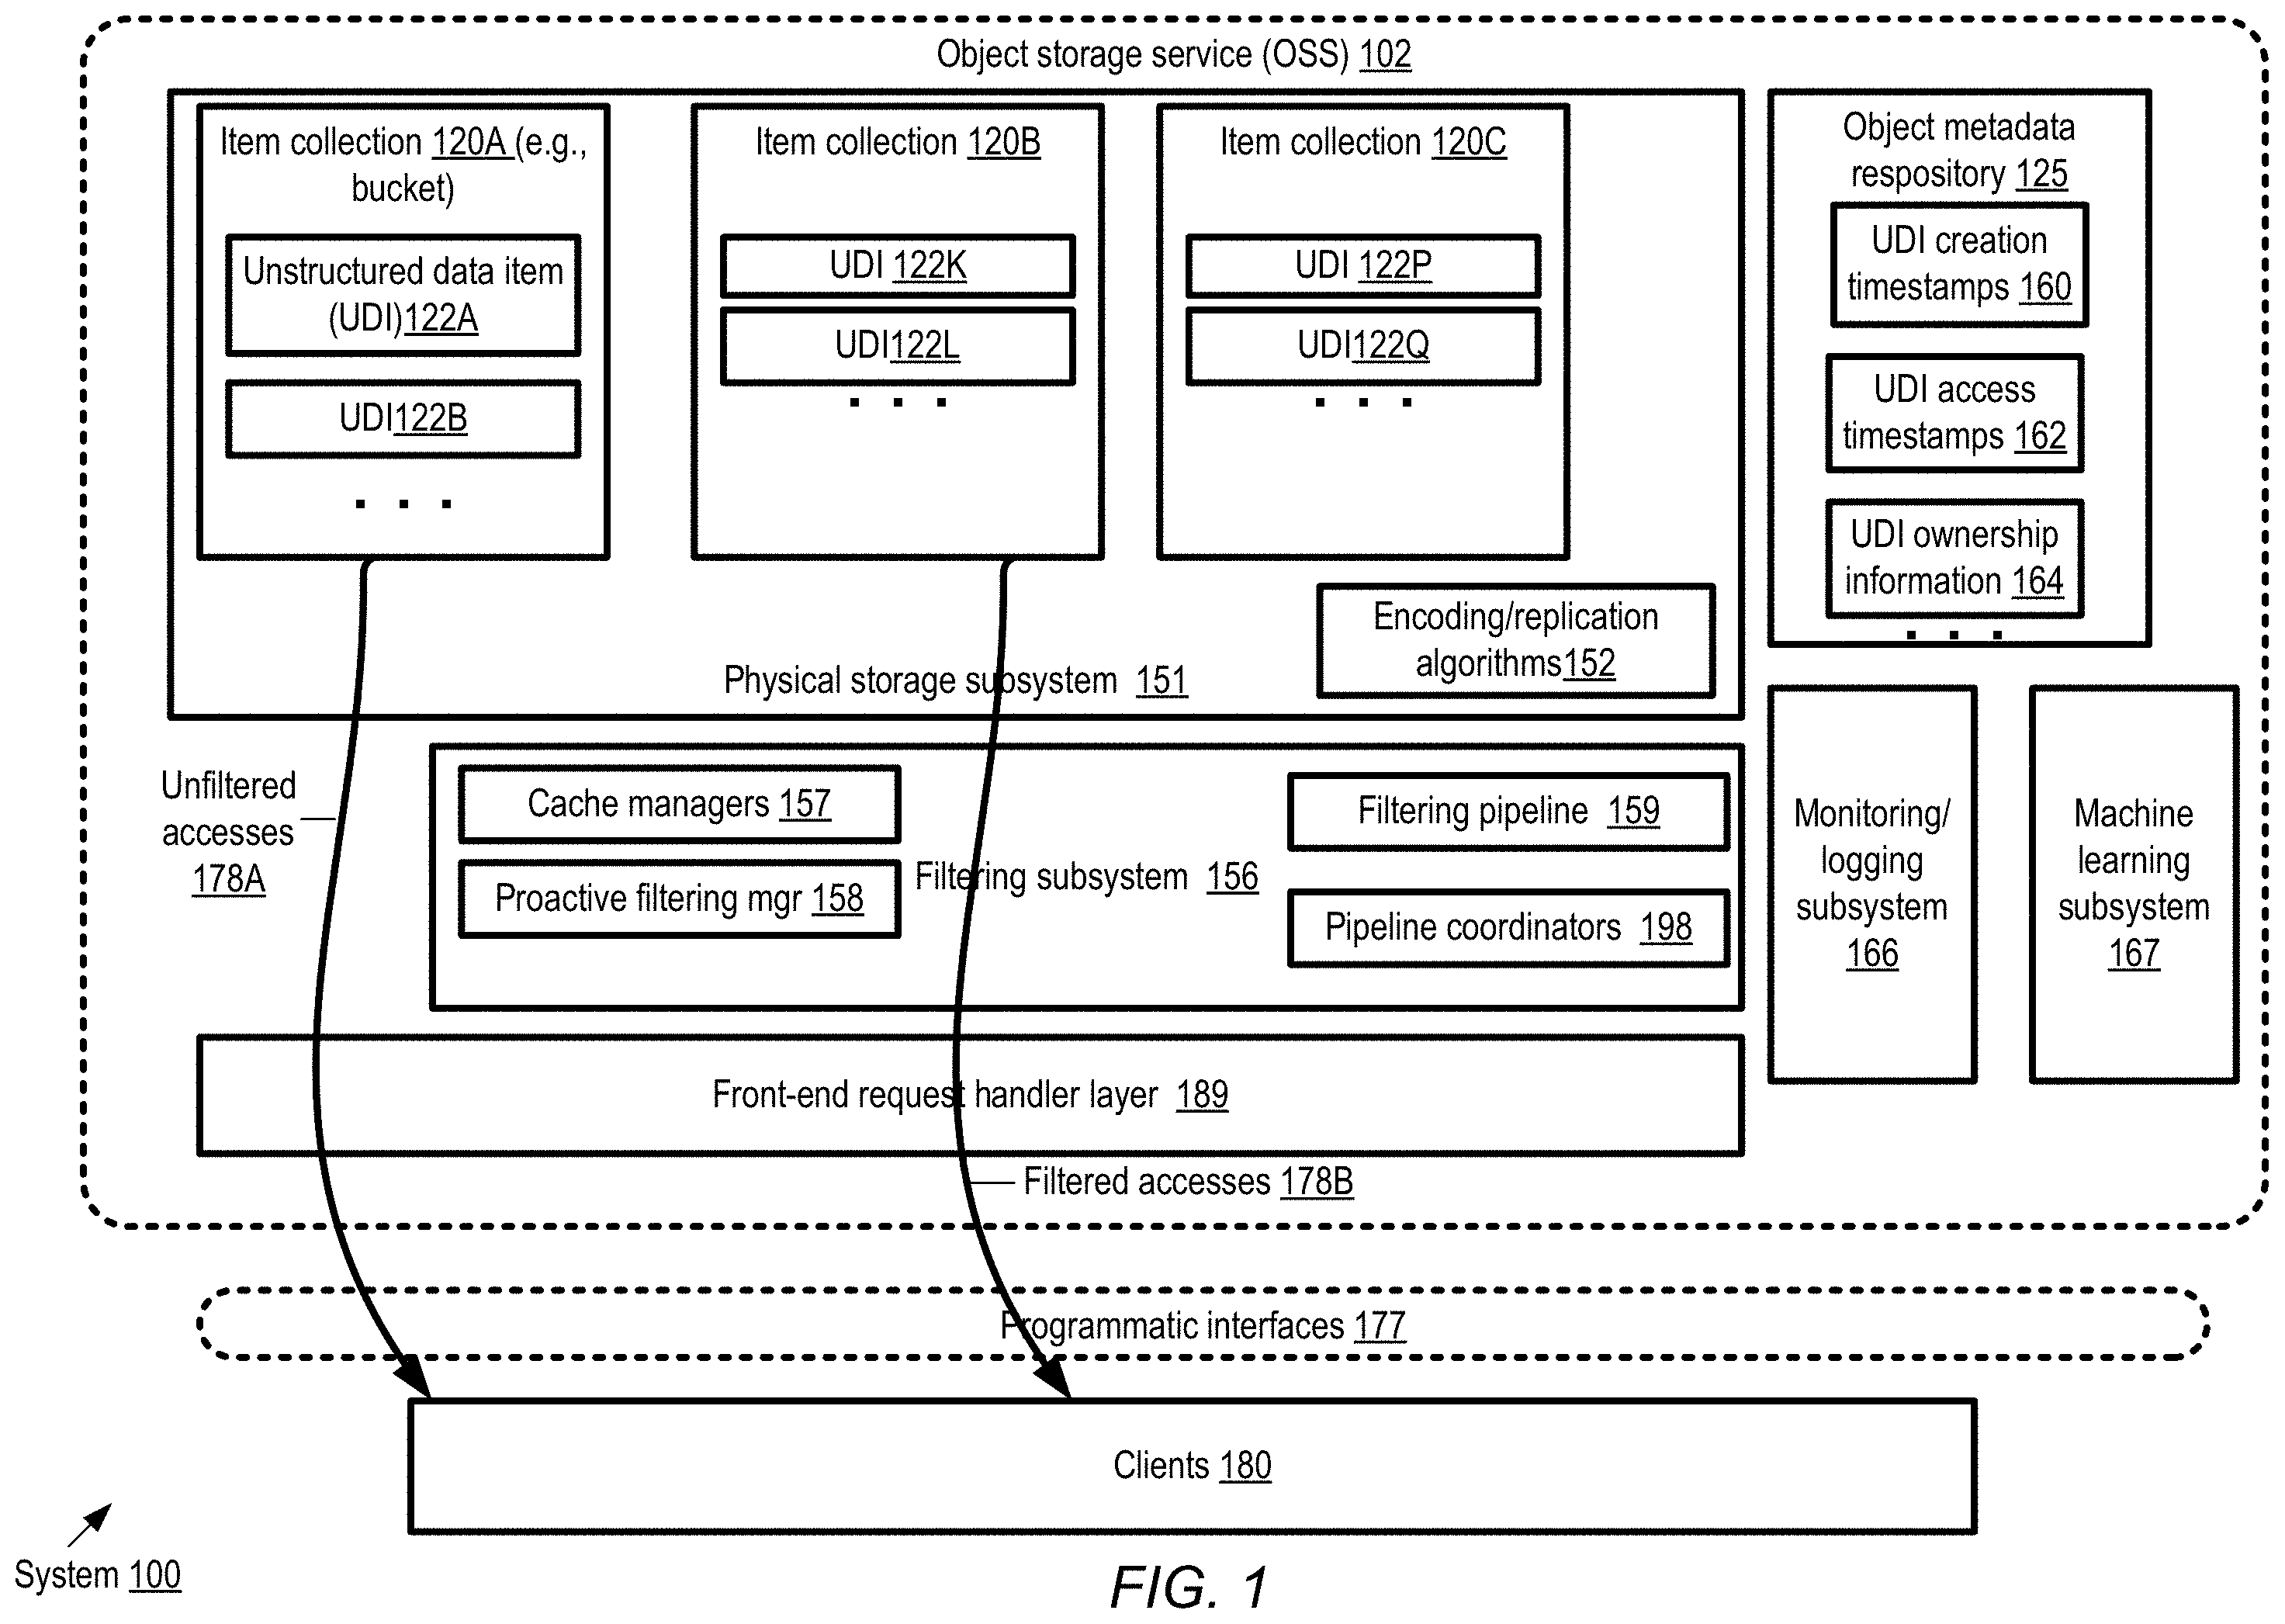 Object storage service (OSS) 102
Item collection 120A (e.g.,
bucket)
Unstructured data item
(UDI)122A
UDI122B
. . .
Item collection 120B
UDI 122K
UDI122L
. . .
Item collection 120C
UDI 122P
UDI122Q
. . .
Encoding/replication
algorithms152
Physical storage subsystem 151
Object metadata
respository 125
UDI creation
timestamps 160
UDI access
timestamps 162
UDI ownership
information 164
. . .
Unfiltered
accesses
178A
Cache managers 157
Proactive filtering mgr 158
Filtering subsystem 156
Filtering pipeline 159
Pipeline coordinators 198
Monitoring/
logging
subsystem
166
Machine
learning
subsystem
167
Front-end request handler layer 189
Filtered accesses 178B
Programmatic interfaces 177
Clients 180
System 100
FIG. 1